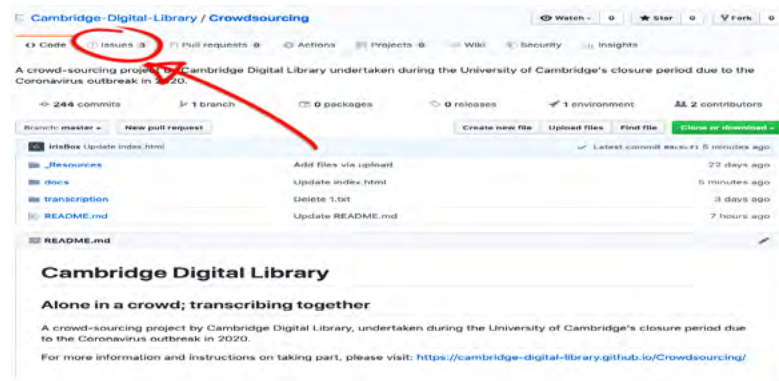 Cambridge-Digital-Library / Crowdsourcing
Watch 0 Star 0 Fork 0
Code Issues 3 Pull requests 0 Actions Projects 0 Wiki Security Insights
A crowd-sourcing project by Cambridge Digital Library undertaken during the University of Cambridge's closure period due to the
Coronavirus outbreak in 2020.
244 commits 1 branch 0 packages 0 releases 1 environment 2 contributors
Branch: master New pull request Create new file Upload files Find file Clone or download
irisBox Update index.html Latest commit 5 minutes ago
_Resources Add files via upload 22 days ago
docs Update index.html 5 minutes ago
transcription Delete 1.txt 3 days ago
README.md Update README.md 7 hours ago
README.md
Cambridge Digital Library
Alone in a crowd; transcribing together
A crowd-sourcing project by Cambridge Digital Library, undertaken during the University of Cambridge's closure period due
to the Coronavirus outbreak in 2020.
For more information and instructions on taking part, please visit: https://cambridge-digital-library.github.io/Crowdsourcing/